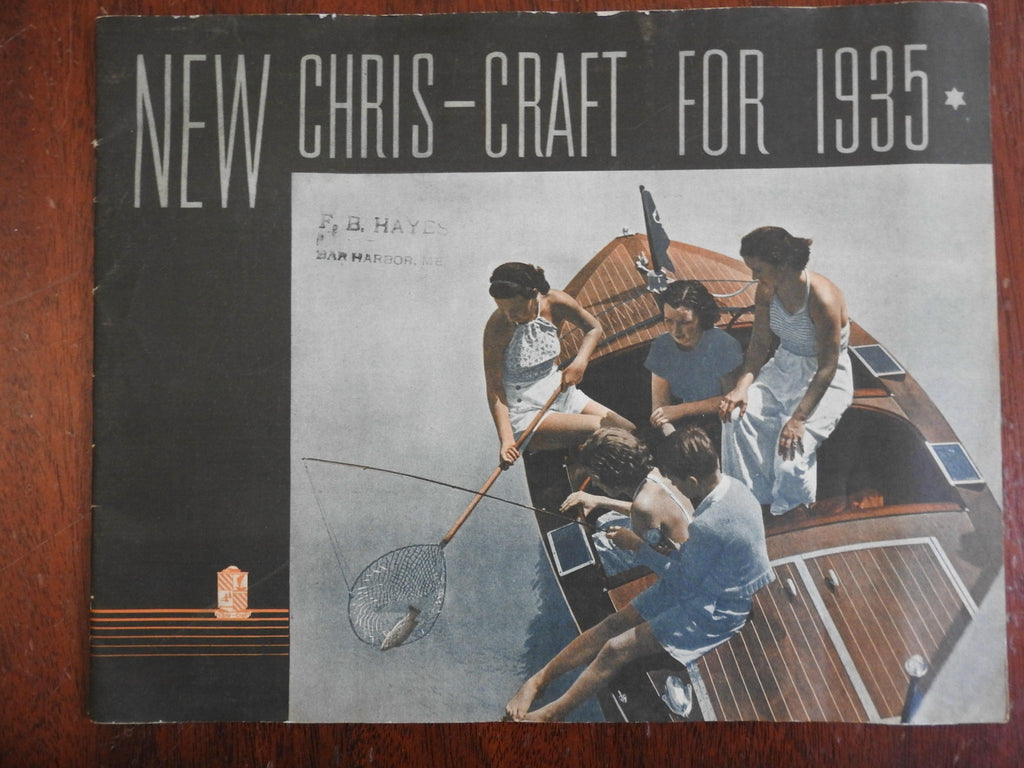 NEW CHRIS-CRAFT FOR 1935
F. B. HAYES
BAR HARBOR, ME